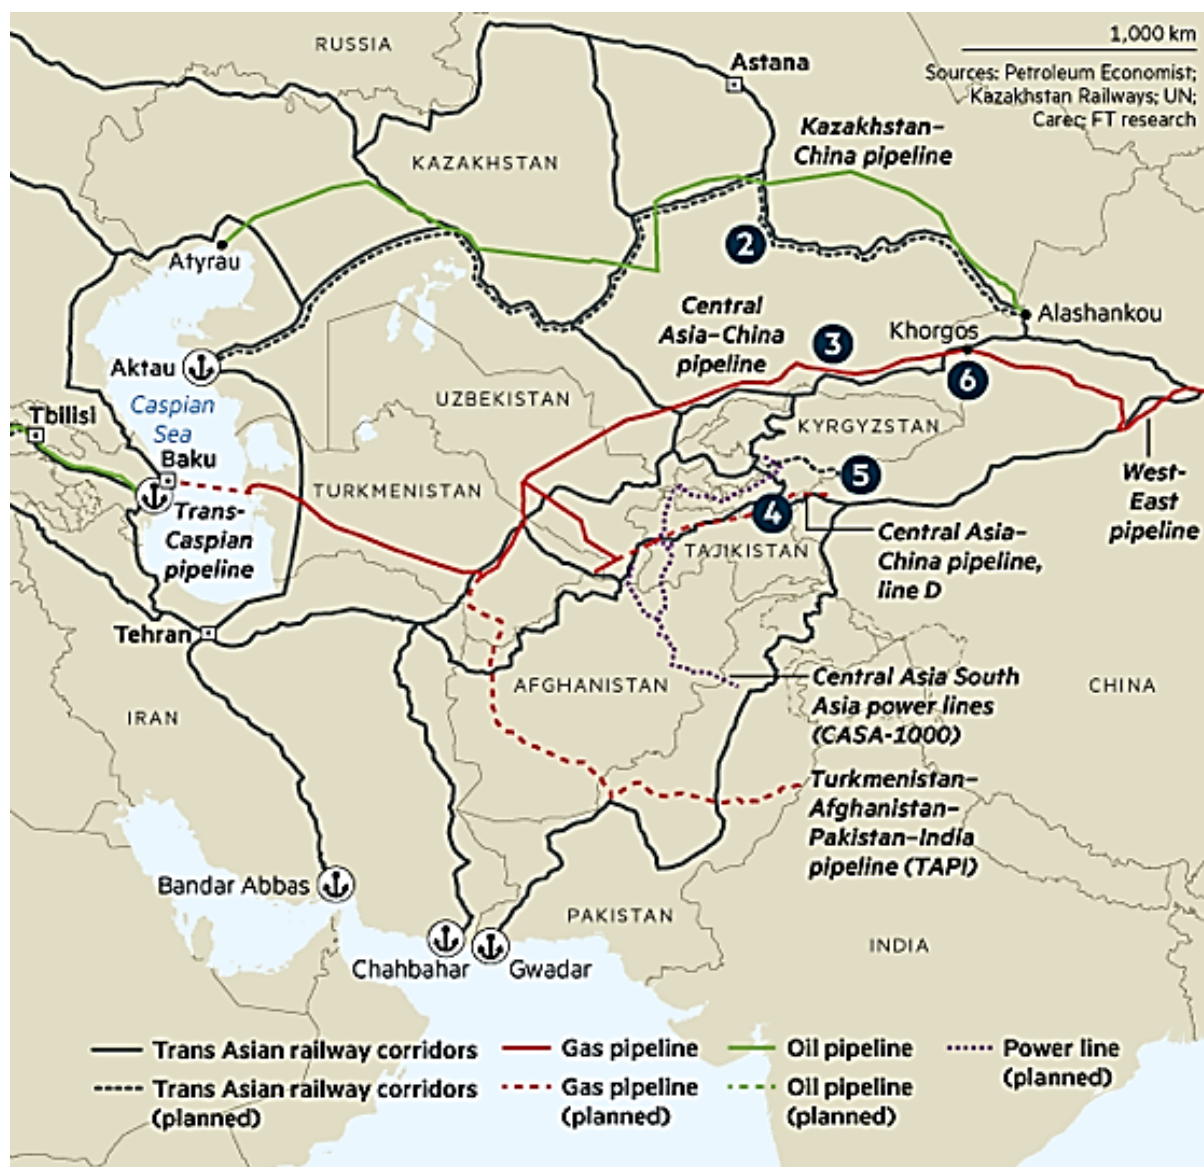 RUSSIA
1,000 km
Astana
Sources: Petroleum Economist;
Kazakhstan Railways; UN;
Carec; FT research
Kazakhstan–
China pipeline
KAZAKHSTAN
2
Atyrau
Central
Asia–China
pipeline
Alashankou
Khorgos
3
Aktau
6
UZBEKISTAN
Caspian
Sea
Tbilisi
KYRGYZSTAN
Baku
TURKMENISTAN
5
West-
East
pipeline
4
Trans-
Caspian
pipeline
TAJIKISTAN
Central Asia–
China pipeline,
line D
Tehran
AFGHANISTAN
Central Asia South
Asia power lines
(CASA-1000)
CHINA
IRAN
Turkmenistan–
Afghanistan–
Pakistan–India
pipeline (TAPI)
Bandar Abbas
PAKISTAN
INDIA
Chahbahar
Gwadar
Trans Asian railway corridors
Gas pipeline
Oil pipeline
Power line
(planned)
Trans Asian railway corridors
(planned)
Gas pipeline
(planned)
Oil pipeline
(planned)